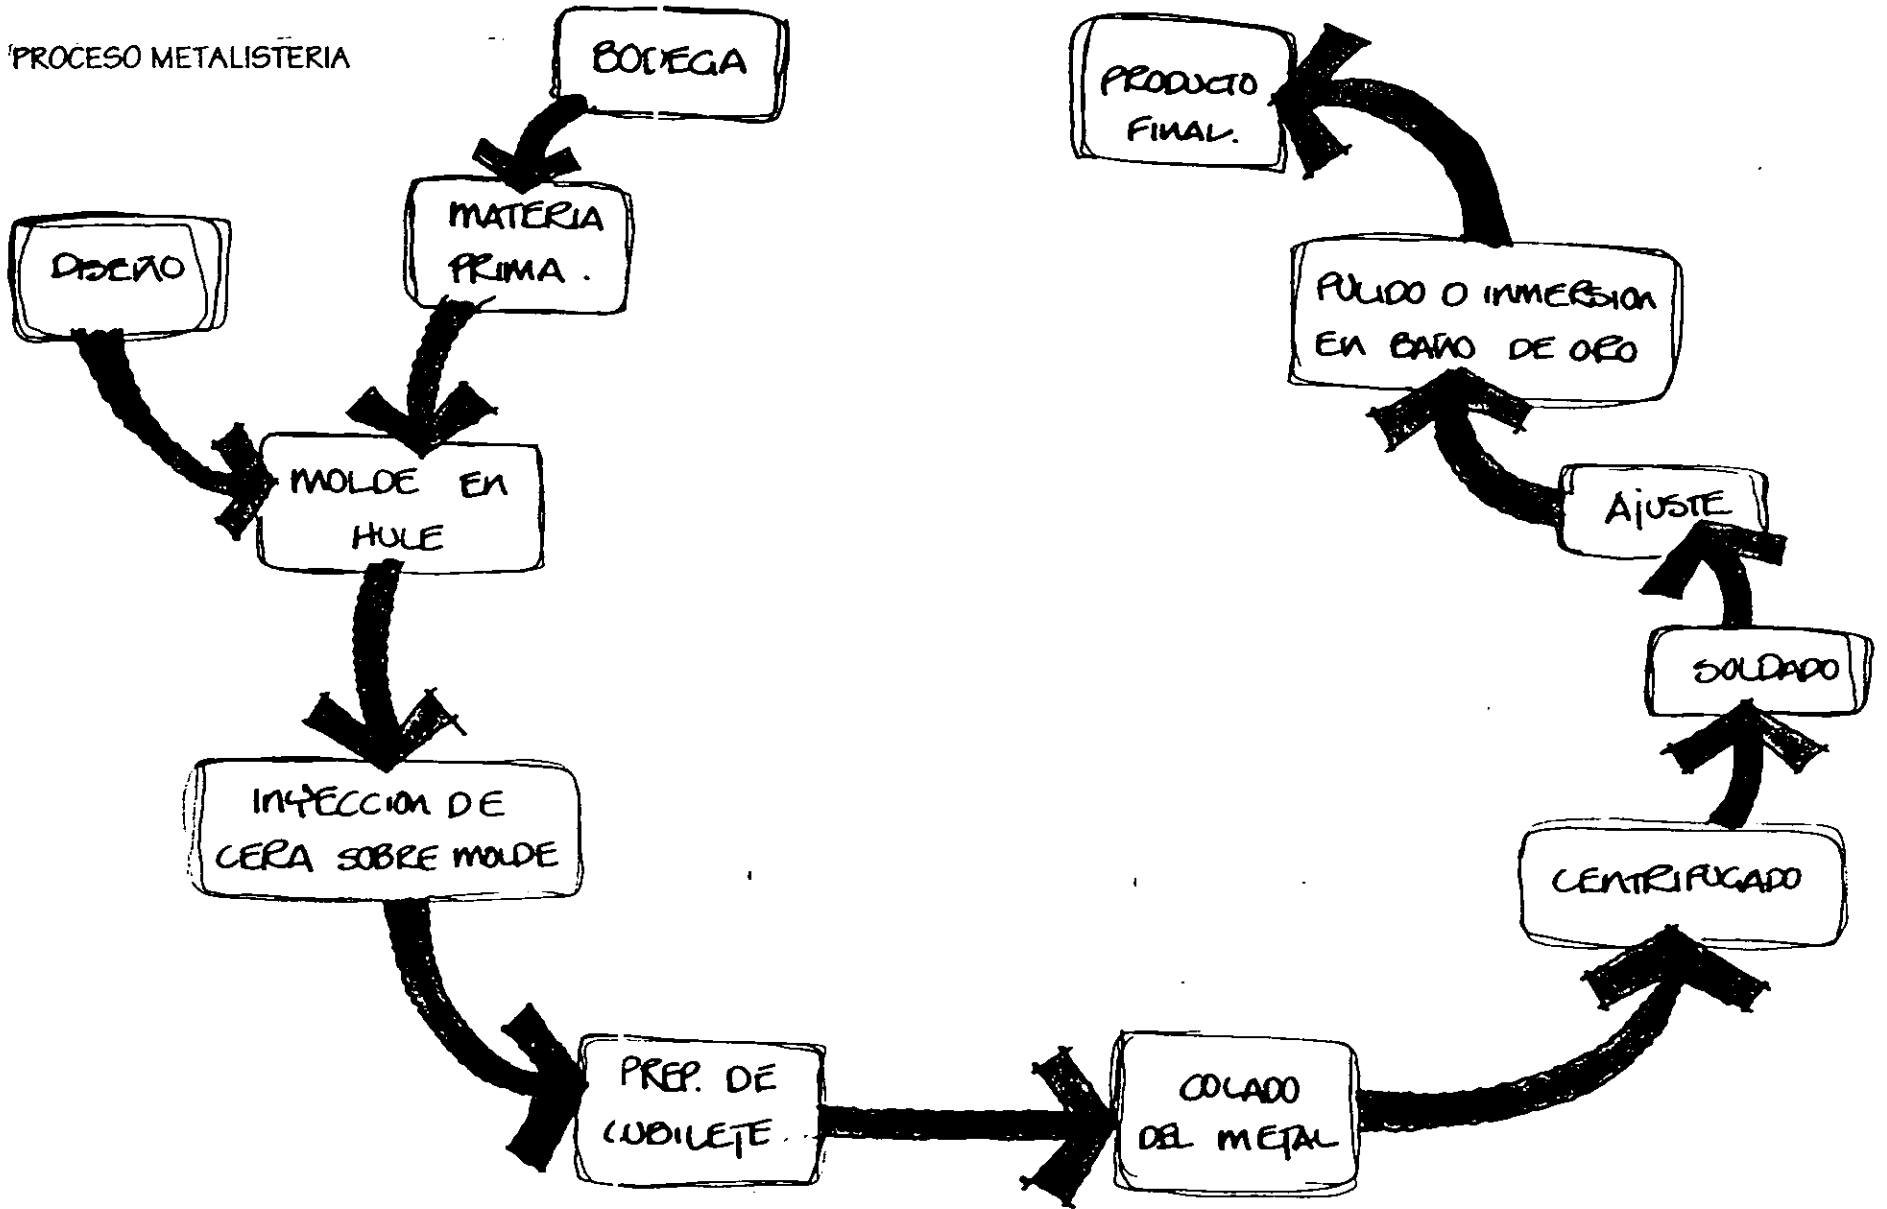 PROCESO METALISTERIA
BODEGA
MATERIA
PRIMA.
DISEÑO
MOLDE EN
HULE
INYECCION DE
CERA SOBRE MOLDE
PREP. DE
CUBILETE
COLADO
DEL METAL
CENTRIFUGADO
SOLDADO
AJUSTE
PULIDO O INMERSION
EN BAÑO DE ORO
PRODUCTO
FINAL.